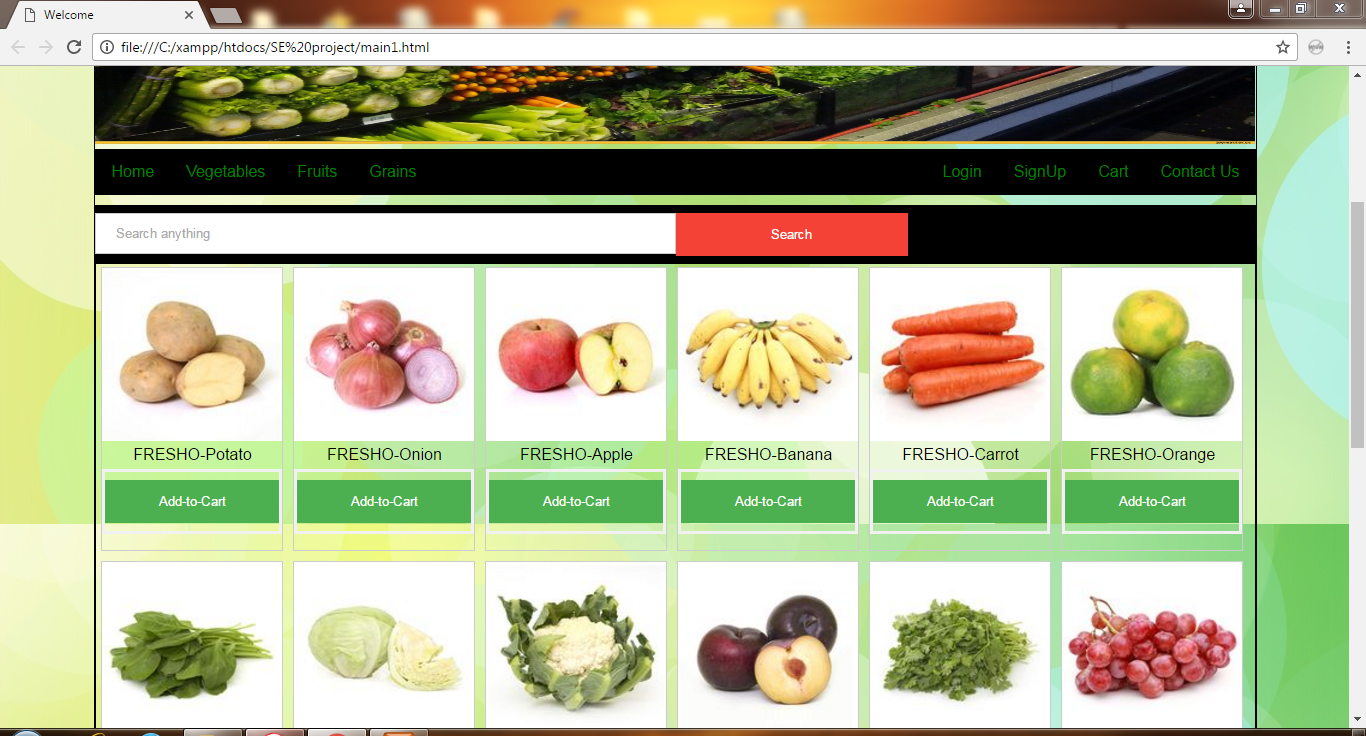 Welcome
file:///C:/xampp/htdocs/SE%20project/main1.html
Home Vegetables Fruits Grains Login SignUp Cart Contact Us
Search anything Search
FRESHO-Potato FRESHO-Onion FRESHO-Apple FRESHO-Banana FRESHO-Carrot FRESHO-Orange
Add-to-Cart Add-to-Cart Add-to-Cart Add-to-Cart Add-to-Cart Add-to-Cart